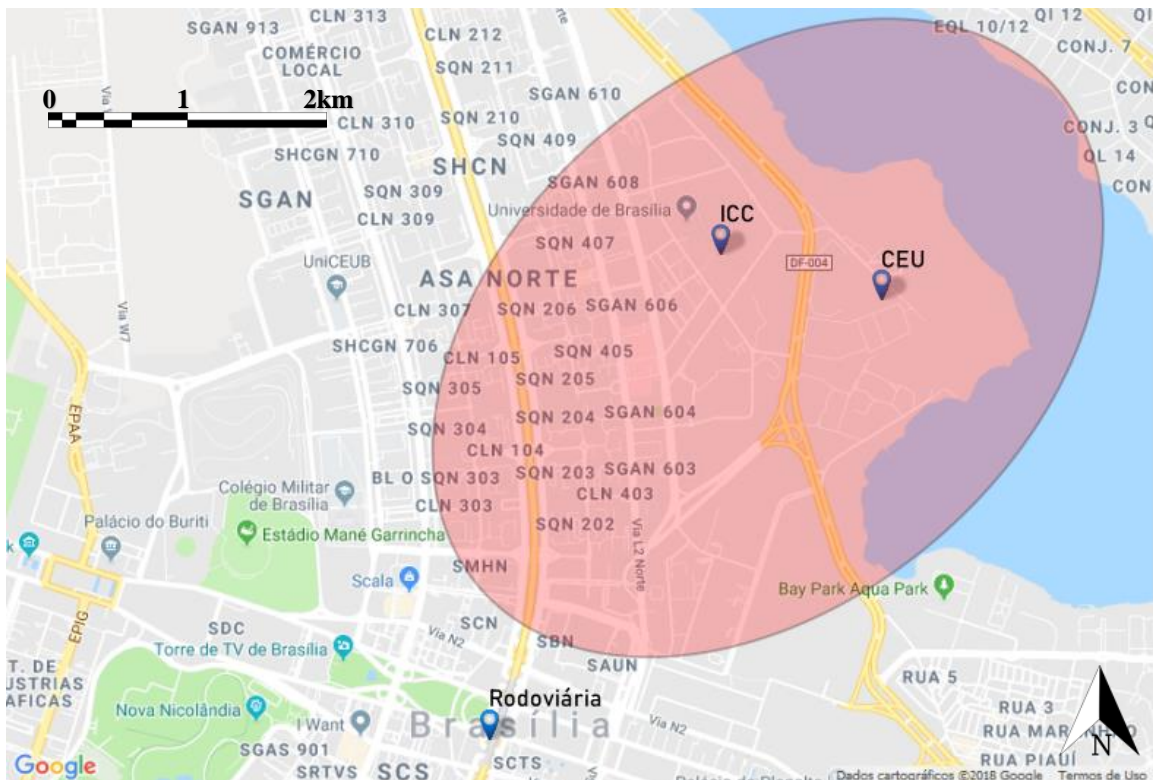 SGAN 913
CLN 313
COMÉRCIO
LOCAL
CLN 212
SQN 211
EQL 10/12
QI 12
CONJ. 7
0 1 2km
SGAN 610
CLN 310
SQN 210
SQN 409
SHCGN 710
SHCN
CONJ. 3
QL 14
SGAN
SQN 309
CLN 309
SGAN 608
Universidade de Brasília
ICC
SQN 407
UniCEUB
ASA NORTE
DF-004
CEU
Via W7
CLN 307
SQN 206
SGAN 606
SHCGN 706
CLN 105
SQN 405
SQN 305
SQN 205
EPAA
SQN 304
SQN 204
SGAN 604
CLN 104
BL O
SQN 303
SQN 203
SGAN 603
Colégio Militar
de Brasília
CLN 303
CLN 403
Palácio do Buriti
Estádio Mané Garrincha
SQN 202
Via L2 Norte
SMHN
Scala
Bay Park Aqua Park
EPIG
SDC
SCN
Via N2
SBN
Torre de TV de Brasília
SAUN
RUA 5
Rodoviária
Nova Nicolândia
I Want
Brasília
Via N2
RUA 3
SGAS 901
SRTVS
SCS
SCTS
N
RUA PIAUÍ
Google
Dados cartográficos ©2018 Google
Termos de Uso